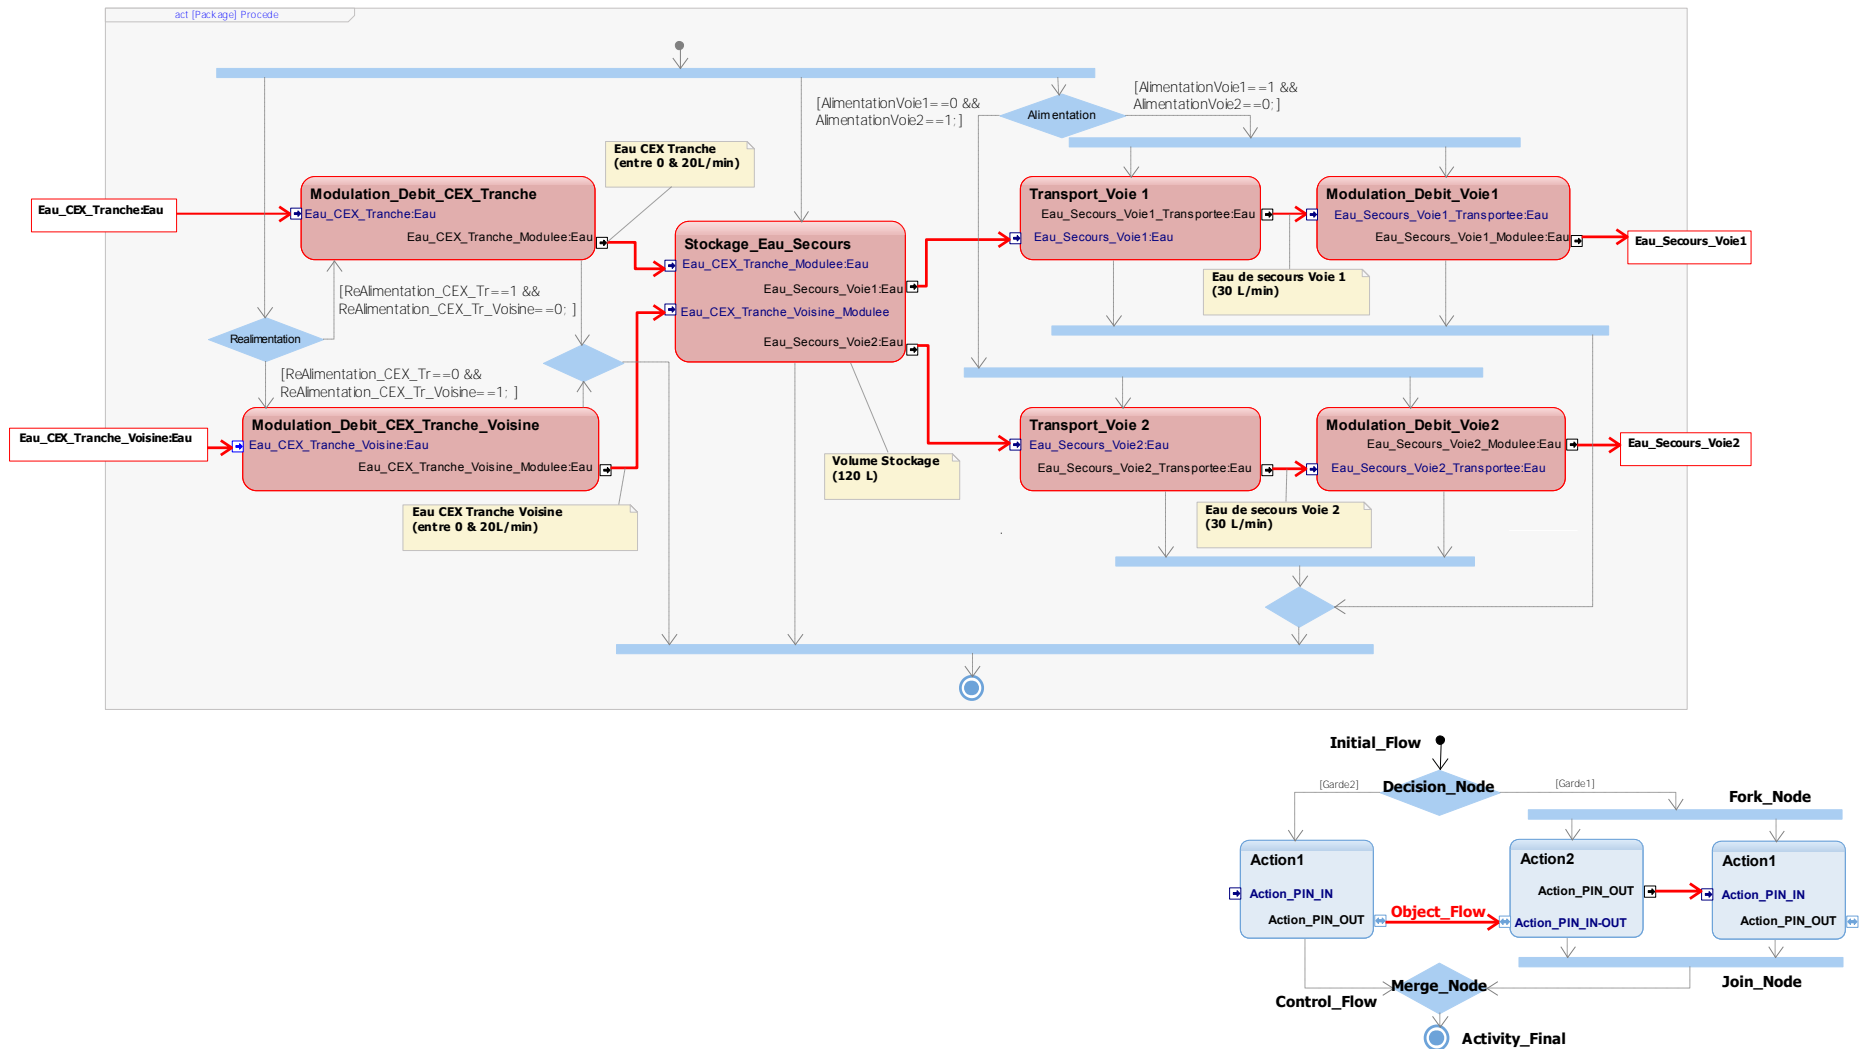 act [Package] Procede
[AlimentationVoie1==0 &&
AlimentationVoie2==1; ]
Alimentation
[AlimentationVoie1==1 &&
AlimentationVoie2==0; ]
Eau CEX Tranche
(entre 0 & 20L/min)
Eau_CEX_Tranche:Eau
Modulation_Debit_CEX_Tranche
Eau_CEX_Tranche:Eau
Eau_CEX_Tranche_Modulee:Eau
Stockage_Eau_Secours
Eau_CEX_Tranche_Modulee:Eau
Eau_Secours_Voie1:Eau
Eau_CEX_Tranche_Voisine_Modulee
Eau_Secours_Voie2:Eau
Transport_Voie 1
Eau_Secours_Voie1_Transportee:Eau
Eau_Secours_Voie1:Eau
Modulation_Debit_Voie1
Eau_Secours_Voie1_Transportee:Eau
Eau_Secours_Voie1_Modulee:Eau
Eau_Secours_Voie1
Eau de secours Voie 1
(30 L/min)
[ReAlimentation_CEX_Tr==1 &&
ReAlimentation_CEX_Tr_Voisine==0; ]
Realimentation
[ReAlimentation_CEX_Tr==0 &&
ReAlimentation_CEX_Tr_Voisine==1; ]
Eau_CEX_Tranche_Voisine:Eau
Modulation_Debit_CEX_Tranche_Voisine
Eau_CEX_Tranche_Voisine:Eau
Eau_CEX_Tranche_Voisine_Modulee:Eau
Eau CEX Tranche Voisine
(entre 0 & 20L/min)
Volume Stockage
(120 L)
Transport_Voie 2
Eau_Secours_Voie2:Eau
Eau_Secours_Voie2_Transportee:Eau
Modulation_Debit_Voie2
Eau_Secours_Voie2_Modulee:Eau
Eau_Secours_Voie2_Transportee:Eau
Eau_Secours_Voie2
Eau de secours Voie 2
(30 L/min)
Initial_Flow
[Garde2]
Decision_Node
[Garde1]
Fork_Node
Action1
Action_PIN_IN
Action_PIN_OUT
Object_Flow
Action2
Action_PIN_OUT
Action_PIN_IN-OUT
Action1
Action_PIN_IN
Action_PIN_OUT
Merge_Node
Join_Node
Control_Flow
Activity_Final